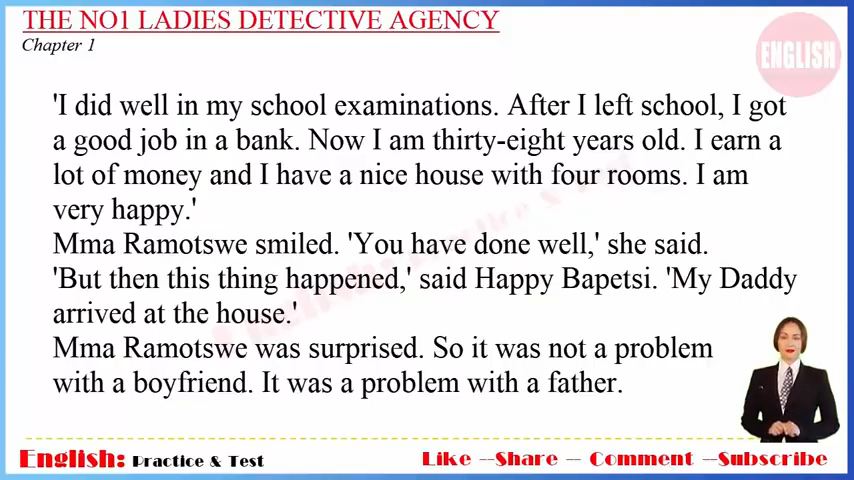 THE NO1 LADIES DETECTIVE AGENCY
Chapter 1
ENGLISH
'I did well in my school examinations. After I left school, I got
a good job in a bank. Now I am thirty-eight years old. I earn a
lot of money and I have a nice house with four rooms. I am
very happy.'
Mma Ramotswe smiled. 'You have done well,' she said.
'But then this thing happened,' said Happy Bapetsi. 'My Daddy
arrived at the house.'
Mma Ramotswe was surprised. So it was not a problem
with a boyfriend. It was a problem with a father.
English: Practice & Test
Like --Share -- Comment --Subscribe